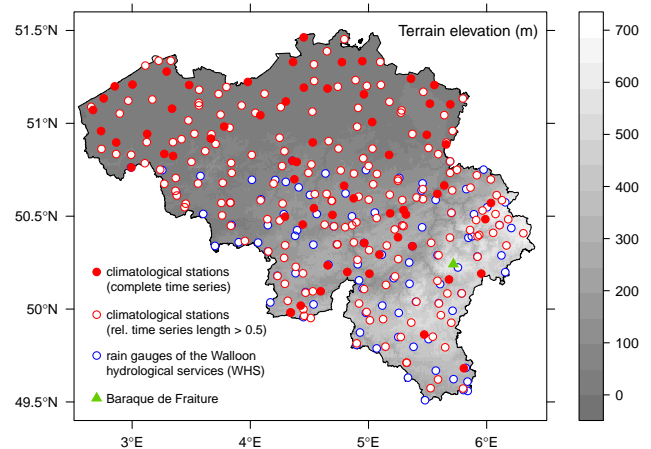 Terrain elevation (m)
51.5°N
51°N
50.5°N
50°N
49.5°N
climatological stations
(complete time series)
climatological stations
(rel. time series length > 0.5)
rain gauges of the Walloon
hydrological services (WHS)
Baraque de Fraiture
3°E
4°E
5°E
6°E
700
600
500
400
300
200
100
0